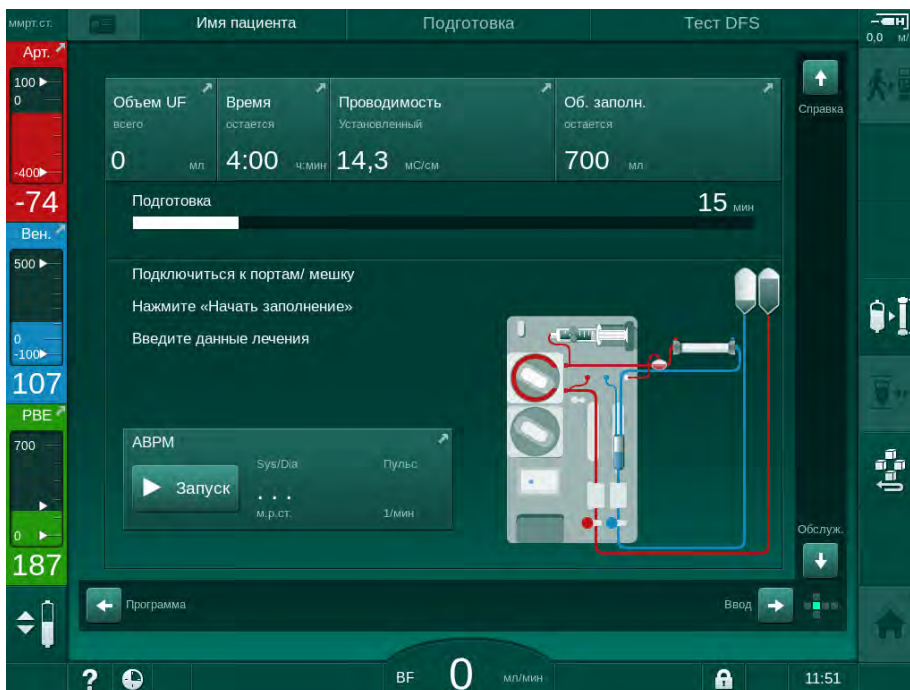 ммрт.ст.
Имя пациента
Подготовка
Тест DFS
0,0 м/
Арт.
100
0
-400
-74
Вен.
500
0
-100
107
PBE
700
0
187
Объем UF
всего
0 мл
Время
остается
4:00 ч:мин
Проводимость
Установленный
14,3 мС/см
Об. заполн.
остается
700 мл
Подготовка
15 мин
Подключиться к портам/ мешку
Нажмите «Начать заполнение»
Введите данные лечения
ABPM
Запуск
Sys/Dia
Пульс
. . .
м.р.ст.
1/мин
Справка
Обслуж.
Программа
Ввод
?
BF 0 мл/мин
11:51